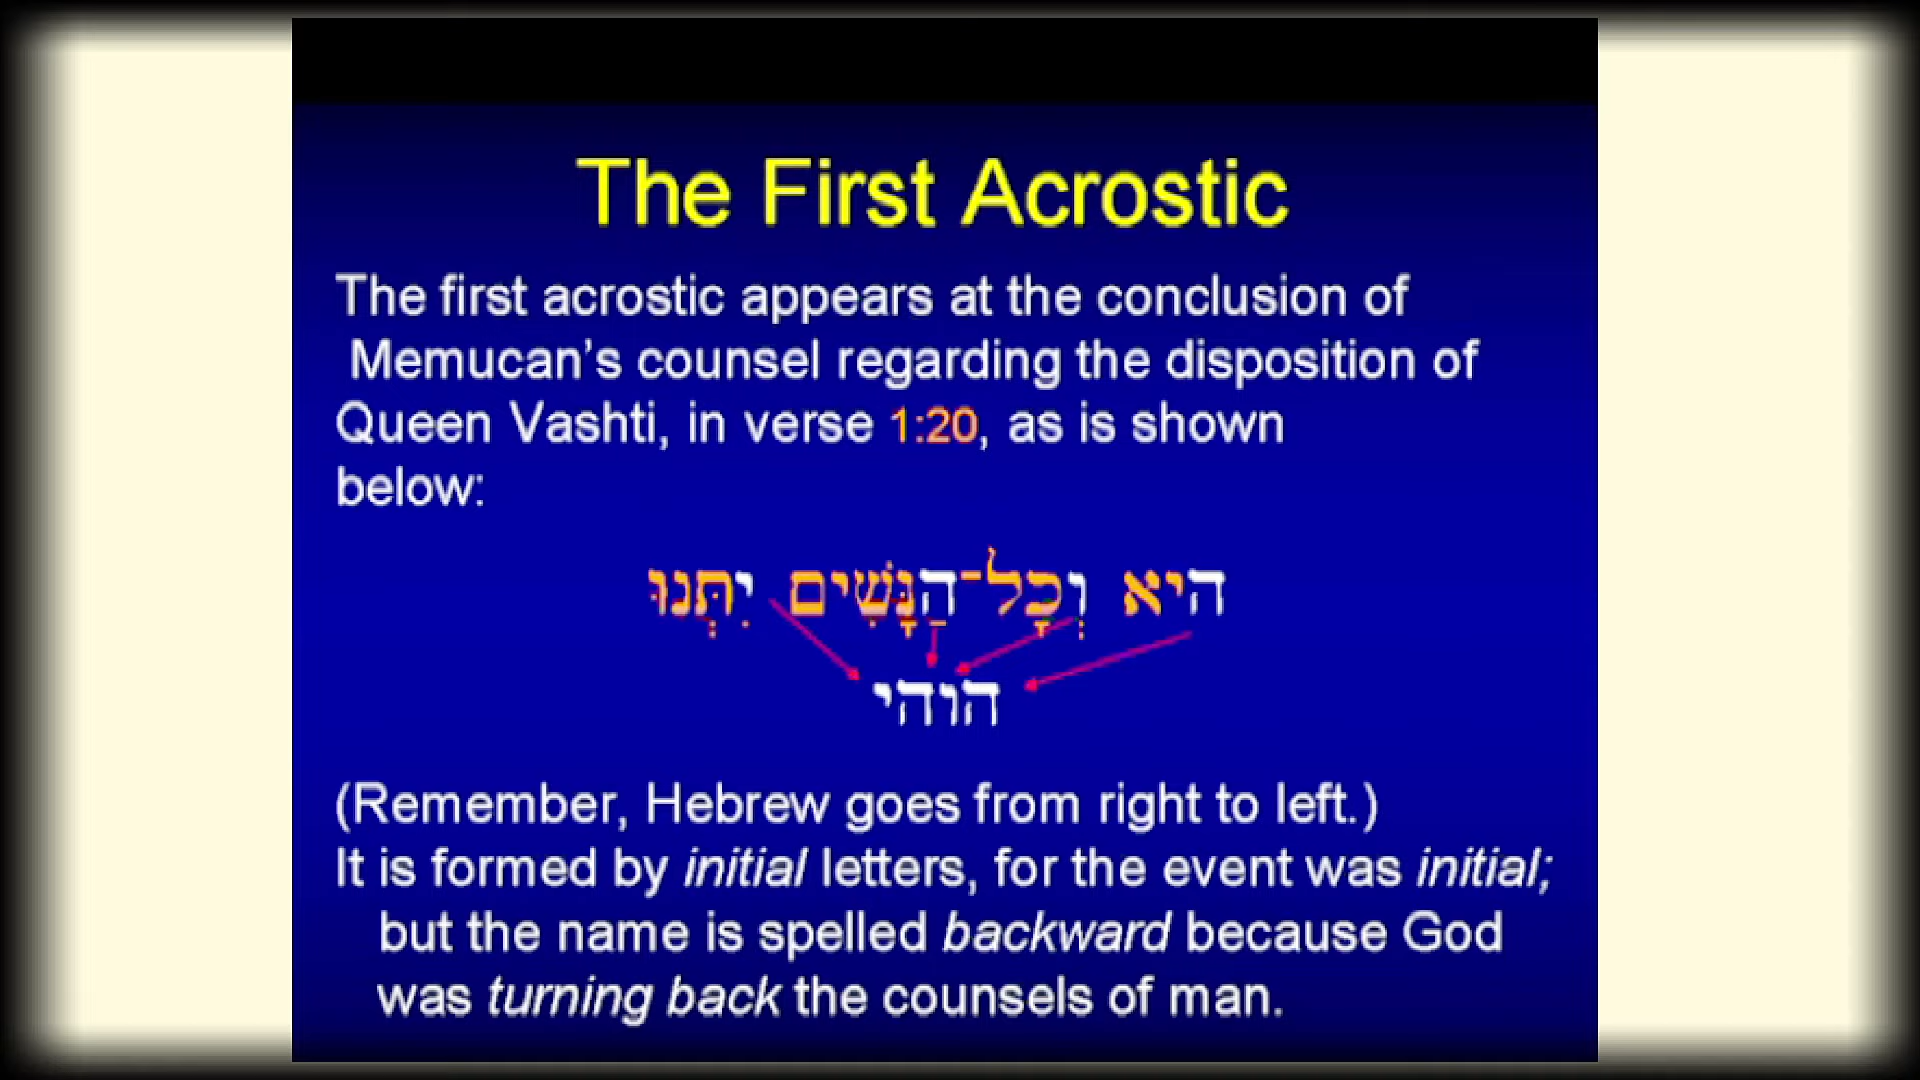 The First Acrostic
The first acrostic appears at the conclusion of
Memucan’s counsel regarding the disposition of
Queen Vashti, in verse 1:20, as is shown
below:
היא וְכָל־הַנָּשִׁים יִתְּנוּ
הוהי
(Remember, Hebrew goes from right to left.)
It is formed by initial letters, for the event was initial;
but the name is spelled backward because God
was turning back the counsels of man.